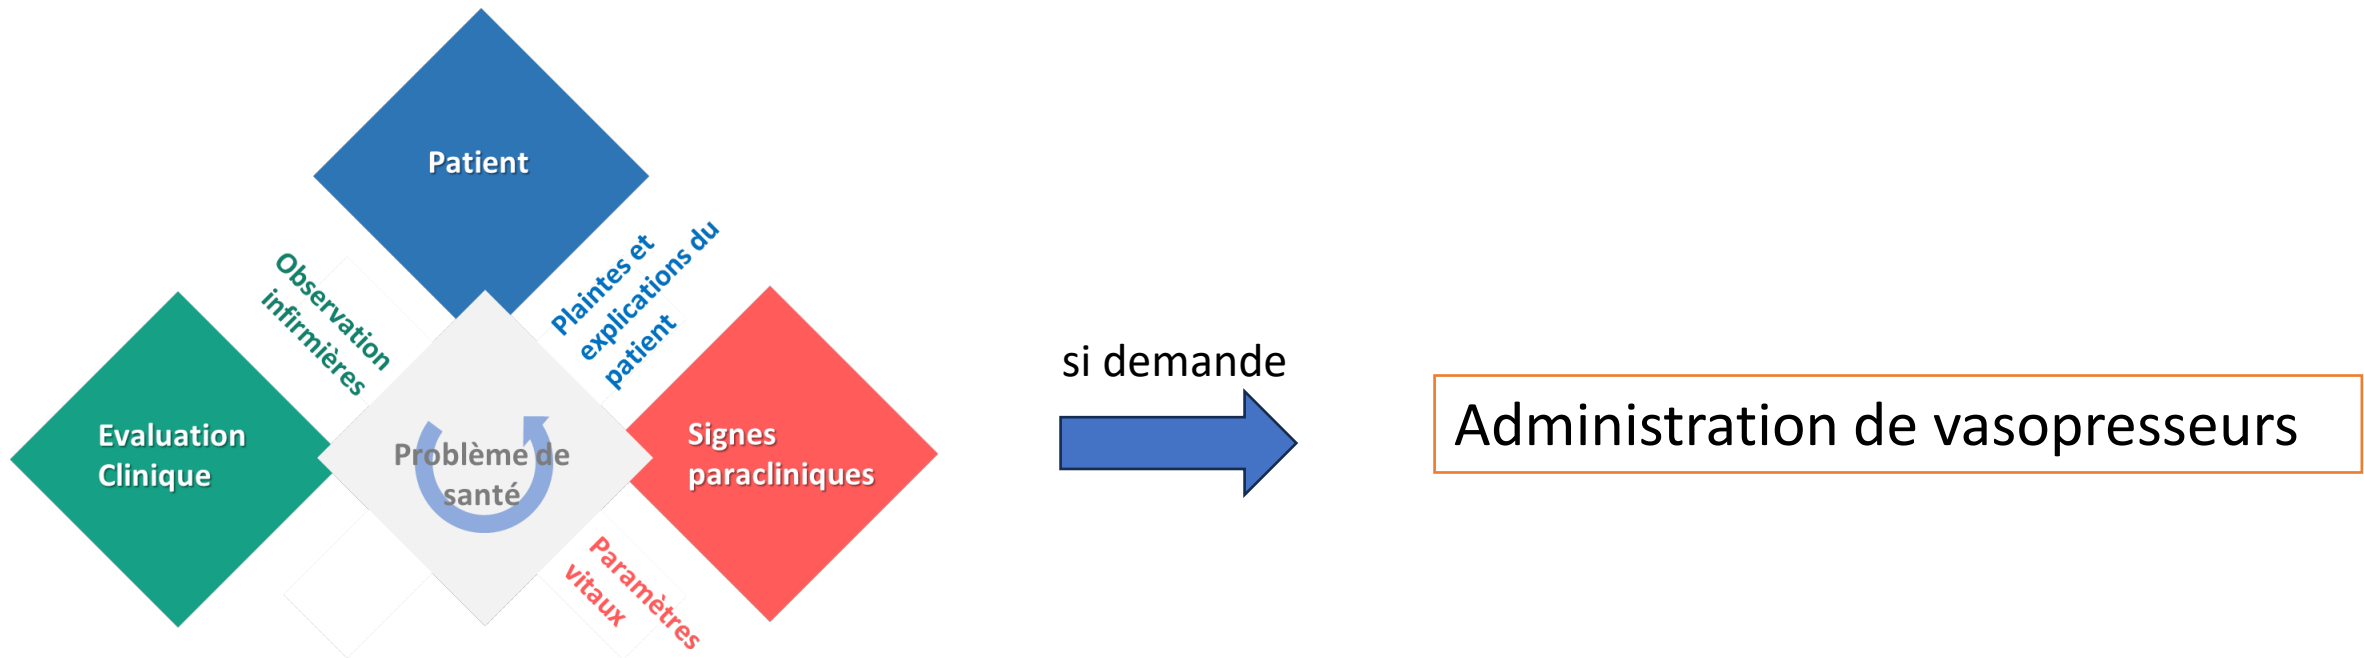 Patient
Observation
infirmières
Plaintes et
explications du
patient
Evaluation
Clinique
Problème de
santé
Signes
paracliniques
Paramètres
vitaux
si demande
Administration de vasopresseurs